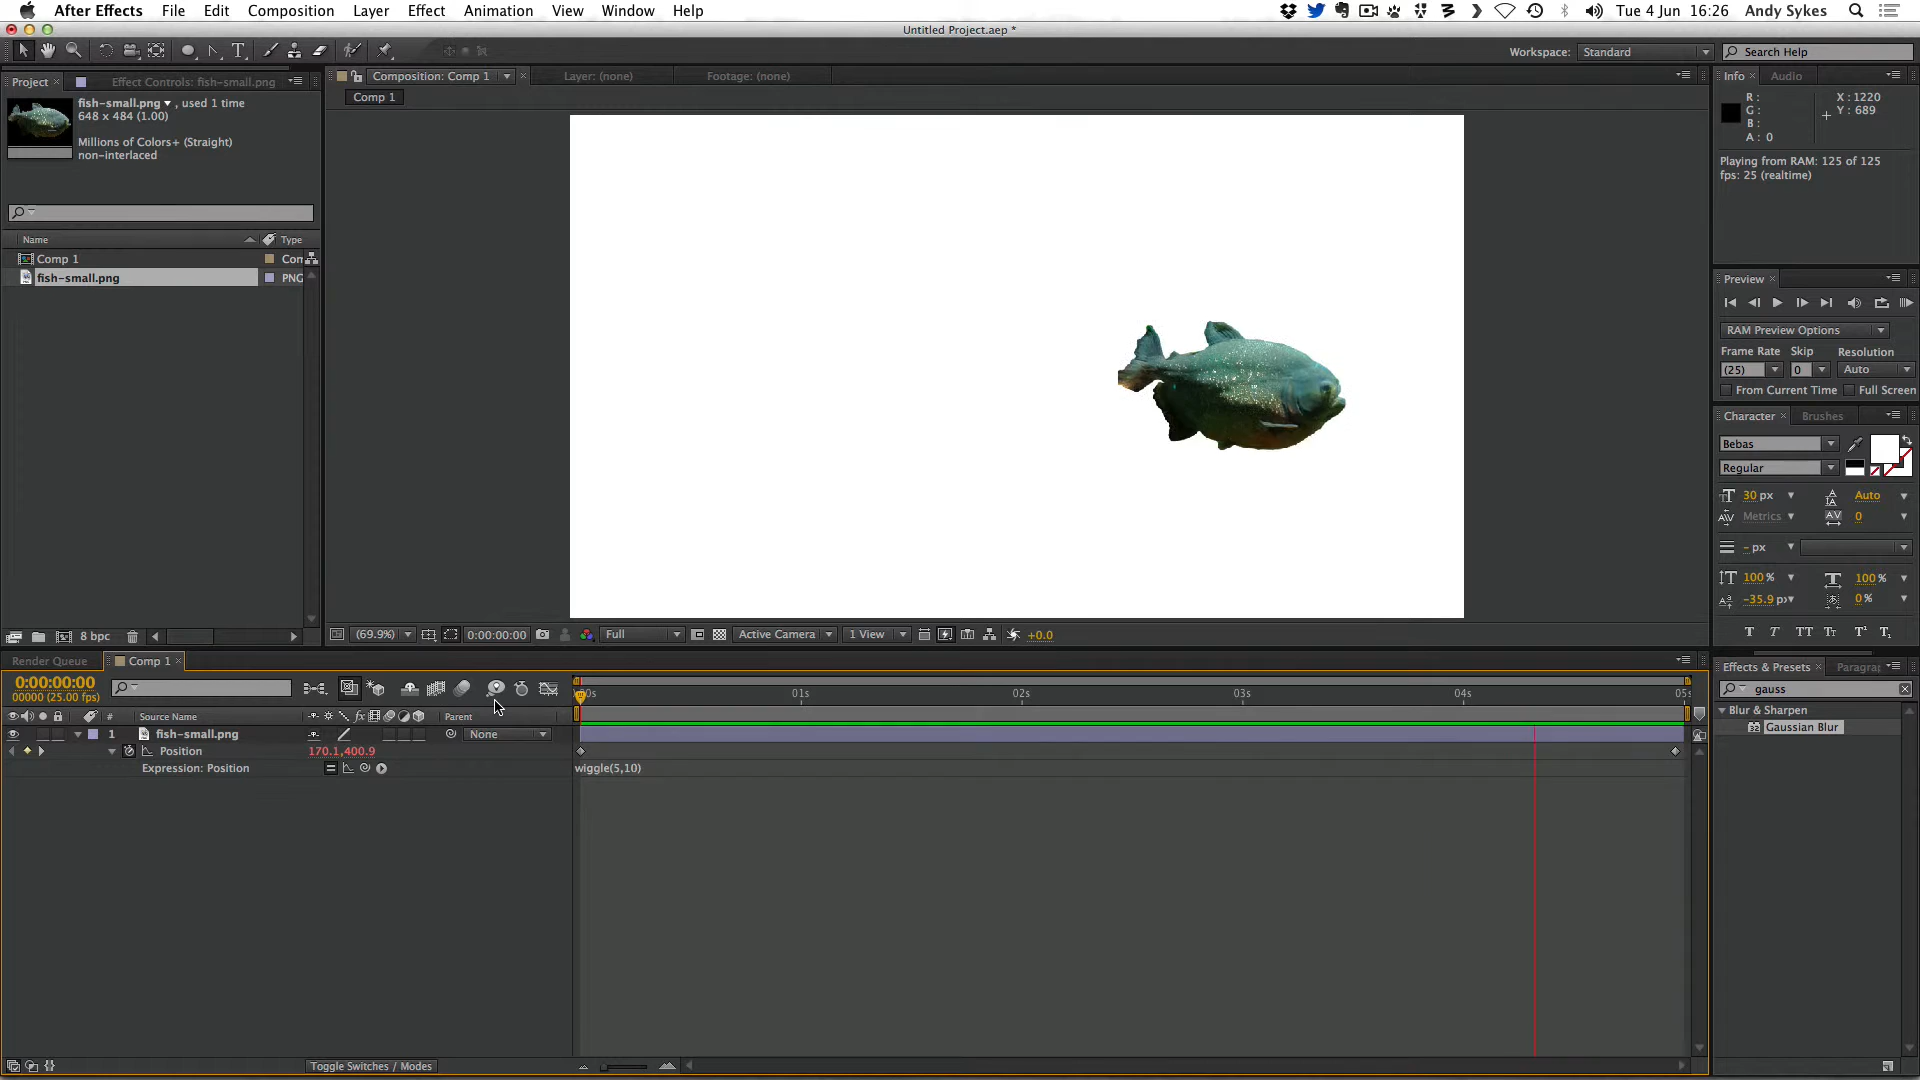 After Effects File Edit Composition Layer Effect Animation View Window Help Tue 4 Jun 16:26 Andy Sykes
Untitled Project.aep *
Workspace: Standard Search Help
Project × Effect Controls: fish-small.png
Composition: Comp 1 × Layer: (none) Footage: (none)
Comp 1
fish-small.png , used 1 time
648 x 484 (1.00)
Millions of Colors+ (Straight)
non-interlaced
Name Type
Comp 1
fish-small.png PNG
8 bpc
(69.9%) 0:00:00:00 Full Active Camera 1 View +0.0
Info × Audio
R : X : 1220
G : Y : 689
B :
A : 0
Playing from RAM: 125 of 125
fps: 25 (realtime)
Preview ×
RAM Preview Options
Frame Rate Skip Resolution
(25) 0 Auto
From Current Time Full Screen
Character × Brushes
Bebas
Regular
30 px Auto
Metrics 0
– px
100 % 100 %
-35.9 px 0 %
T T TT Tr T¹ T₁
Effects & Presets ×
gauss
Blur & Sharpen
32 Gaussian Blur
Render Queue Comp 1 ×
0:00:00:00
00000 (25.00 fps)
01s 02s 03s 04s
# Source Name fx Parent
1 fish-small.png None
Position 170.1,400.9
Expression: Position wiggle(5,10)
Toggle Switches / Modes